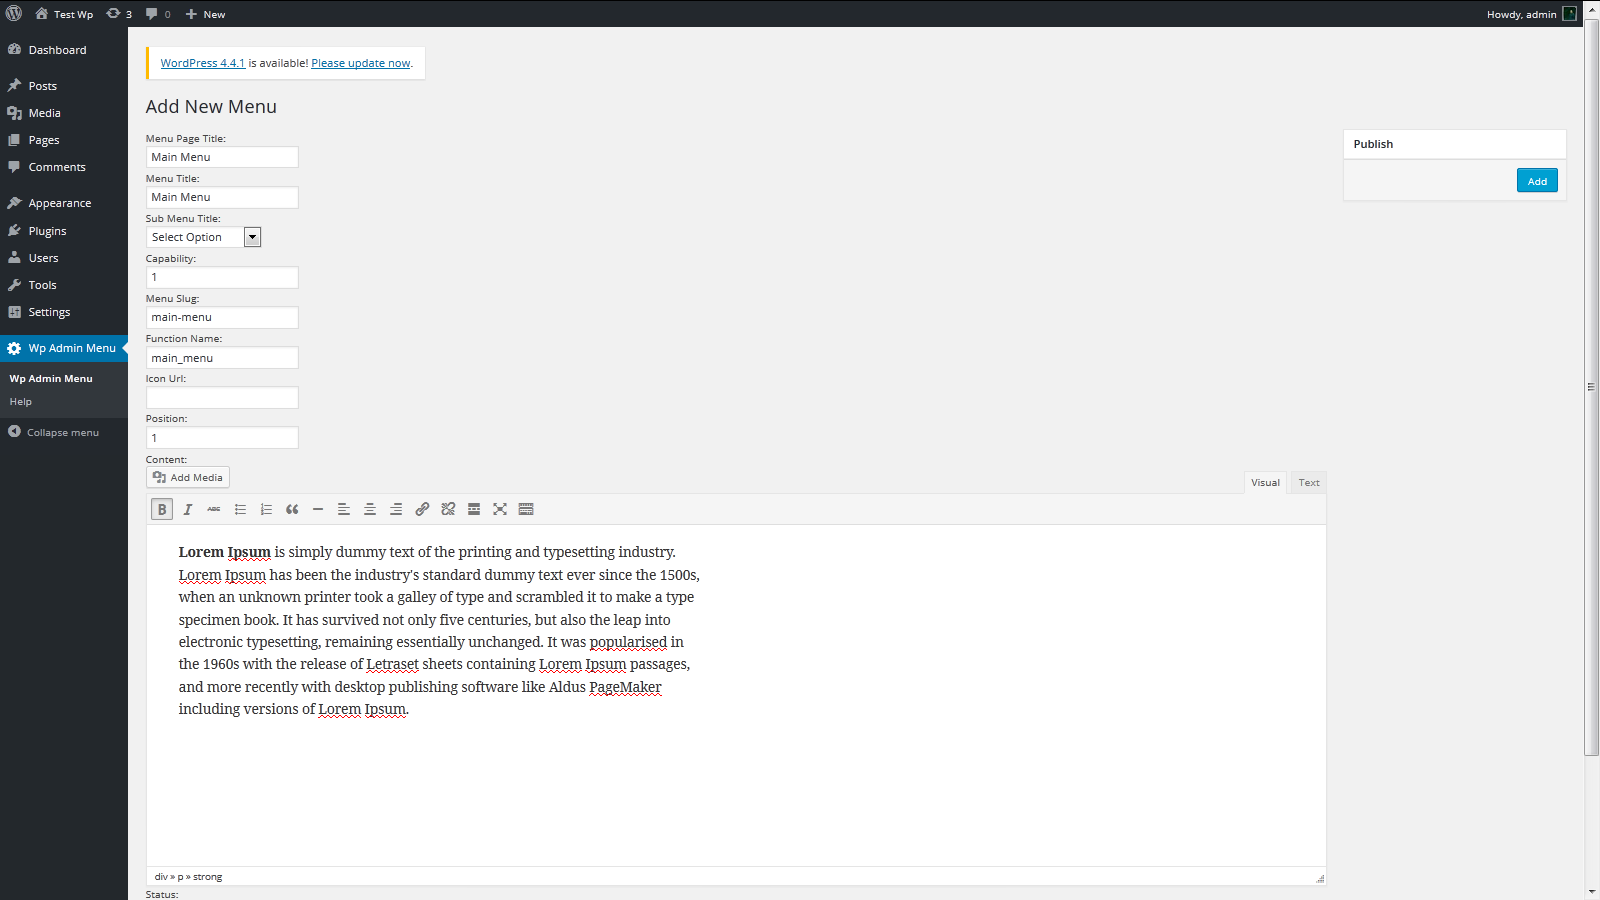 Test Wp 3 0 New Howdy, admin
Dashboard
Posts
Media
Pages
Comments
Appearance
Plugins
Users
Tools
Settings
Wp Admin Menu
Wp Admin Menu
Help
Collapse menu
WordPress 4.4.1 is available! Please update now.
Add New Menu
Menu Page Title:
Main Menu
Menu Title:
Main Menu
Sub Menu Title:
Select Option
Capability:
1
Menu Slug:
main-menu
Function Name:
main_menu
Icon Url:
Position:
1
Content:
Add Media
Visual Text
B I ABC
Lorem Ipsum is simply dummy text of the printing and typesetting industry.
Lorem Ipsum has been the industry's standard dummy text ever since the 1500s,
when an unknown printer took a galley of type and scrambled it to make a type
specimen book. It has survived not only five centuries, but also the leap into
electronic typesetting, remaining essentially unchanged. It was popularised in
the 1960s with the release of Letraset sheets containing Lorem Ipsum passages,
and more recently with desktop publishing software like Aldus PageMaker
including versions of Lorem Ipsum.
div » p » strong
Status:
Publish
Add